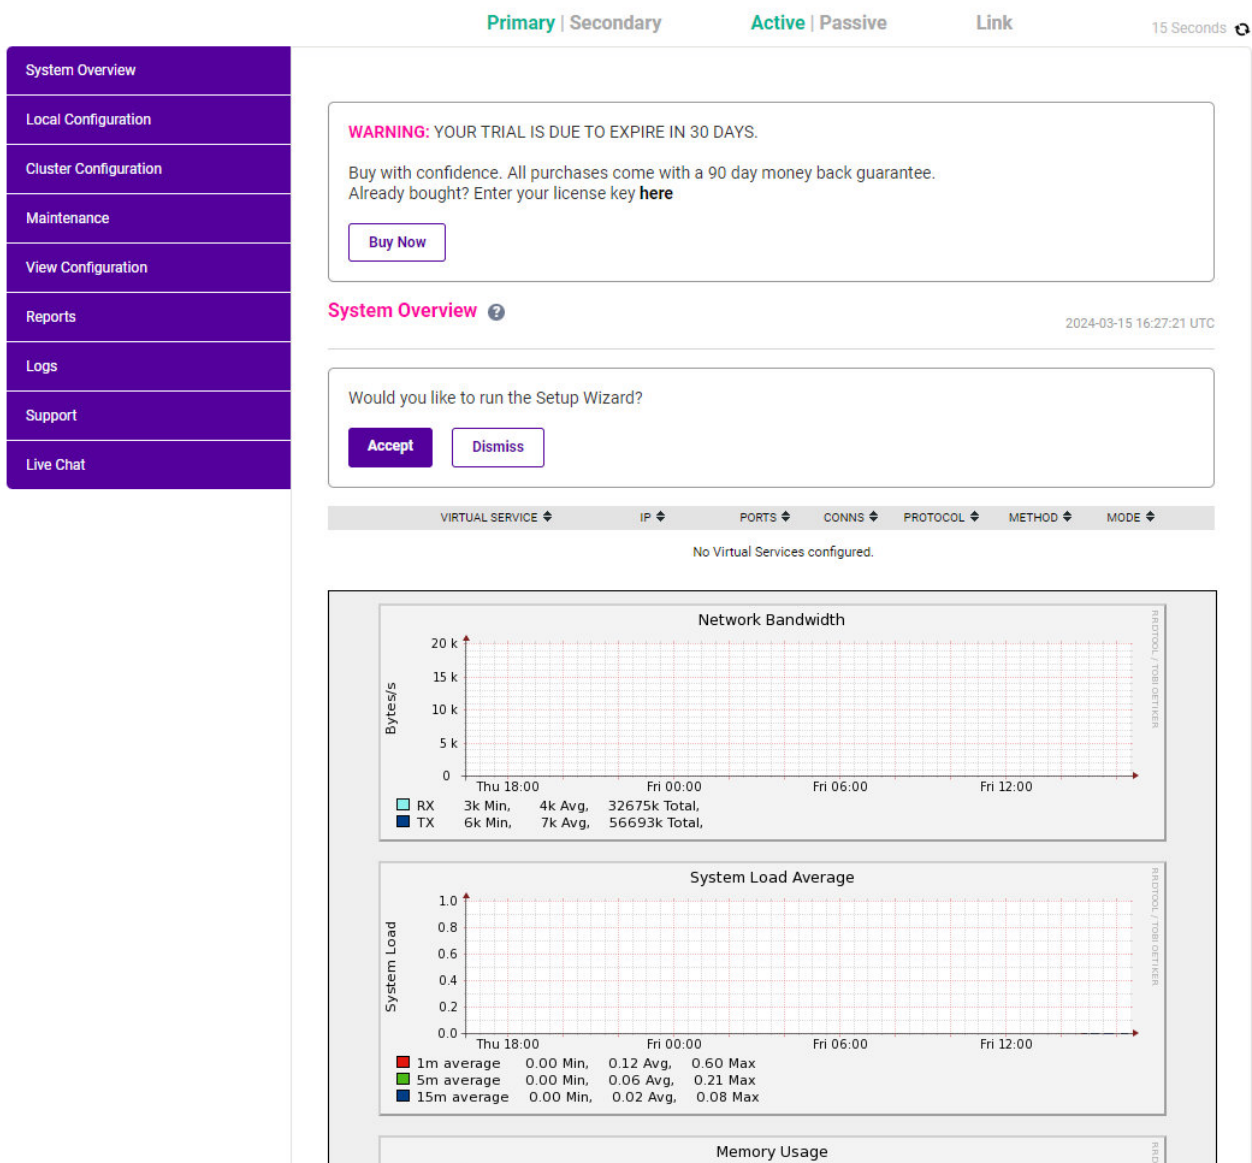 Primary | Secondary Active | Passive Link 15 Seconds
System Overview
Local Configuration
Cluster Configuration
Maintenance
View Configuration
Reports
Logs
Support
Live Chat
WARNING: YOUR TRIAL IS DUE TO EXPIRE IN 30 DAYS.
Buy with confidence. All purchases come with a 90 day money back guarantee.
Already bought? Enter your license key here
Buy Now
System Overview ?
2024-03-15 16:27:21 UTC
Would you like to run the Setup Wizard?
Accept Dismiss
VIRTUAL SERVICE IP PORTS CONNS PROTOCOL METHOD MODE
No Virtual Services configured.
Network Bandwidth
RRDTOOL / TOBI OETIKER
Bytes/s
20 k
15 k
10 k
5 k
0
Thu 18:00 Fri 00:00 Fri 06:00 Fri 12:00
RX 3k Min, 4k Avg, 32675k Total,
TX 6k Min, 7k Avg, 56693k Total,
System Load Average
RRDTOOL / TOBI OETIKER
System Load
1.0
0.8
0.6
0.4
0.2
0.0
Thu 18:00 Fri 00:00 Fri 06:00 Fri 12:00
1m average 0.00 Min, 0.12 Avg, 0.60 Max
5m average 0.00 Min, 0.06 Avg, 0.21 Max
15m average 0.00 Min, 0.02 Avg, 0.08 Max
Memory Usage
RRD